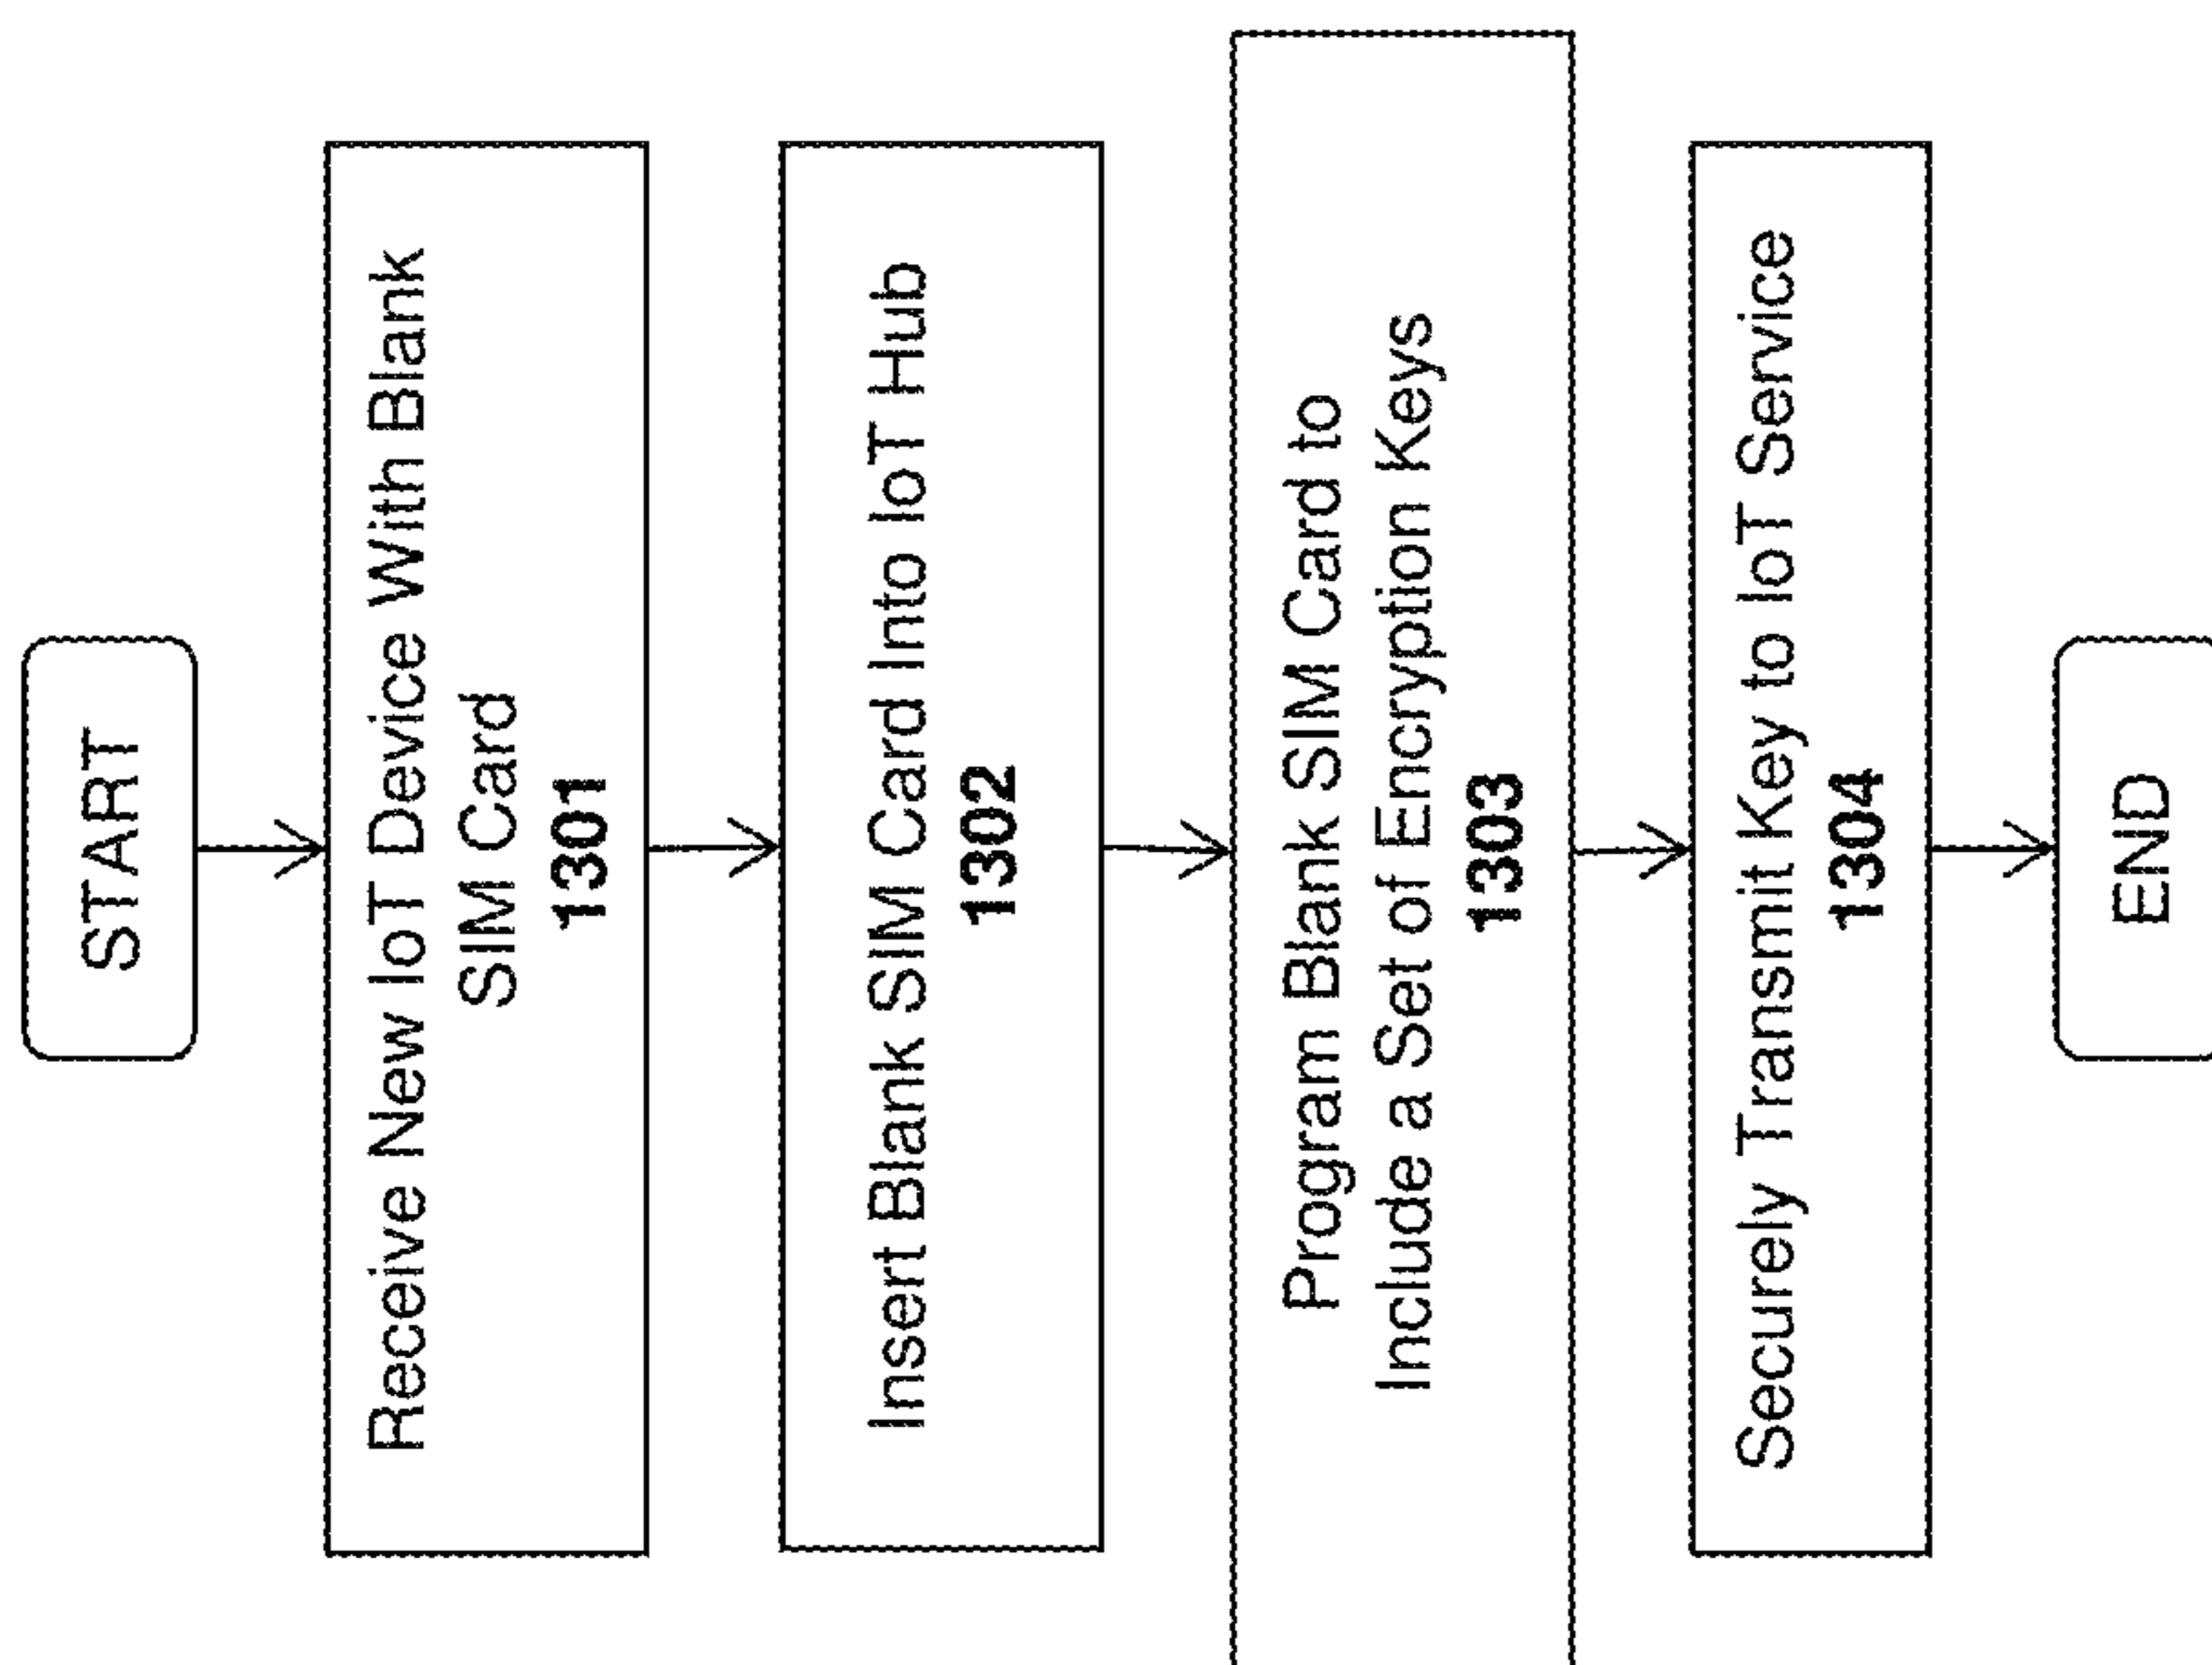 START
Receive New IoT Device With Blank
SIM Card
1301
Insert Blank SIM Card Into IoT Hub
1302
Program Blank SIM Card to
Include a Set of Encryption Keys
1303
Securely Transmit Key to IoT Service
1304
END